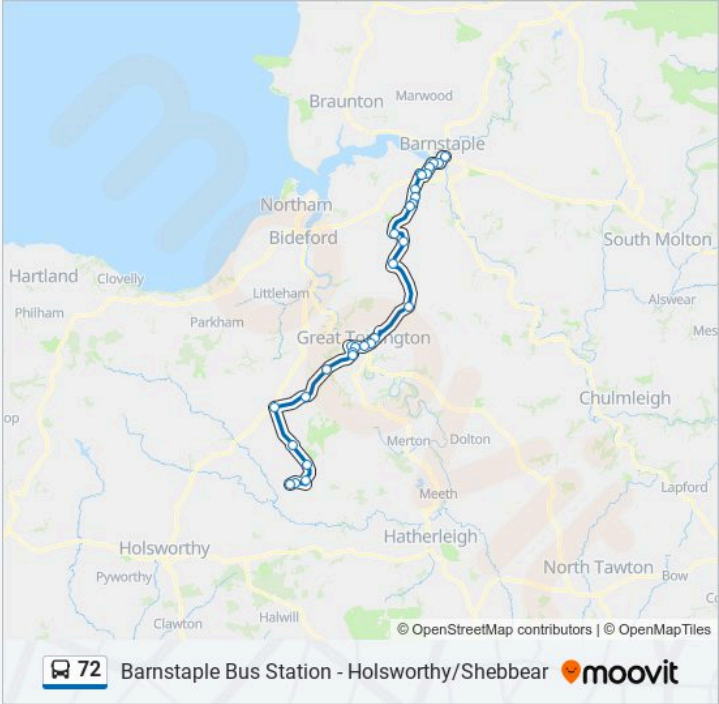 Braunton
Marwood
Barnstaple
Northam
Bideford
South Molton
Hartland
Clovelly
Littleham
Alswear
Philham
Parkham
Mes
Great Torrington
op
Chulmleigh
Merton
Dolton
Meeth
Lapford
Hatherleigh
Holsworthy
North Tawton
Bow
Pyworthy
Halwill
Clawton
© OpenStreetMap contributors | © OpenMapTiles
72
Barnstaple Bus Station - Holsworthy/Shebbear
moovit